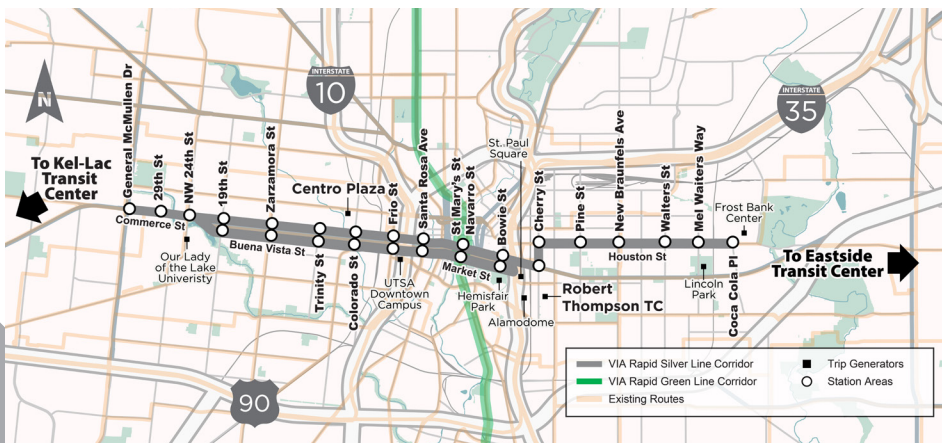 INTERSTATE
10
INTERSTATE
35
N
To Kel-Lac
Transit
Center
General McMullen Dr
29th St
NW 24th St
19th St
Zarzamora St
Centro Plaza
Frio St
Santa Rosa Ave
St Mary's St
Navarro St
St. Paul
Square
Bowie St
Cherry St
Pine St
New Braunfels Ave
Walters St
Mel Waiters Way
Frost Bank
Center
Commerce St
Buena Vista St
Market St
Houston St
To Eastside
Transit Center
Our Lady
of the Lake
Univeristy
Trinity St
Colorado St
UTSA
Downtown
Campus
Hemisfair
Park
Alamodome
Robert
Thompson TC
Lincoln
Park
Coca Cola Pl
90
VIA Rapid Silver Line Corridor
VIA Rapid Green Line Corridor
Existing Routes
Trip Generators
Station Areas